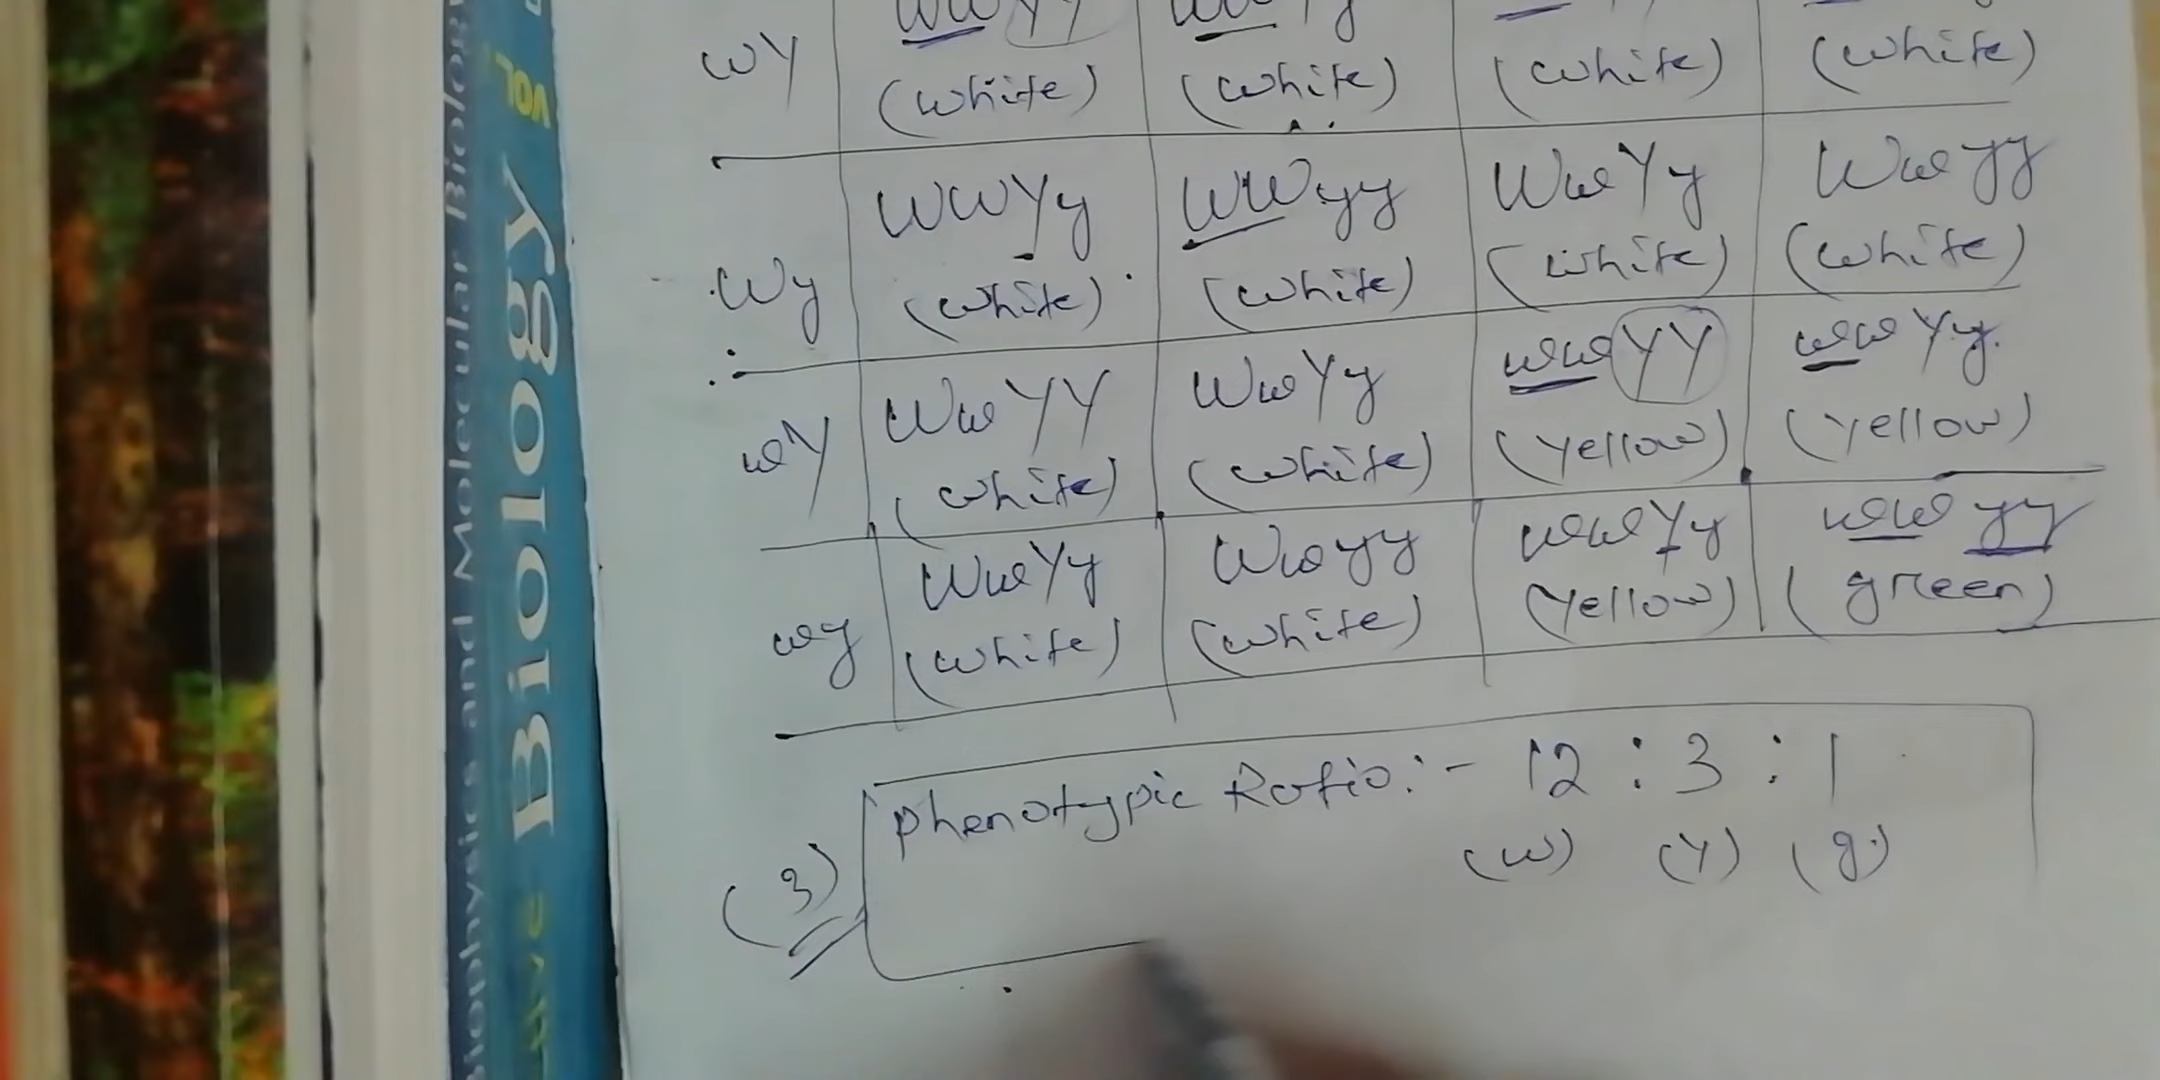 WY
(white) (white) (white) (white)
WWYy WWyy WwYy Wwyy
Wy (white) (white) (white) (white)
WwYY WwYy wwYY wwYy
wY (white) (white) (Yellow) (Yellow)
WwYy Wwyy wwYy wwyy
wy (white) (white) (Yellow) (green)
Phenotypic Ratio:- 12 : 3 : 1
(W) (Y) (g)
(3)
Biophysics and Molecular Biology
Biology
VOL